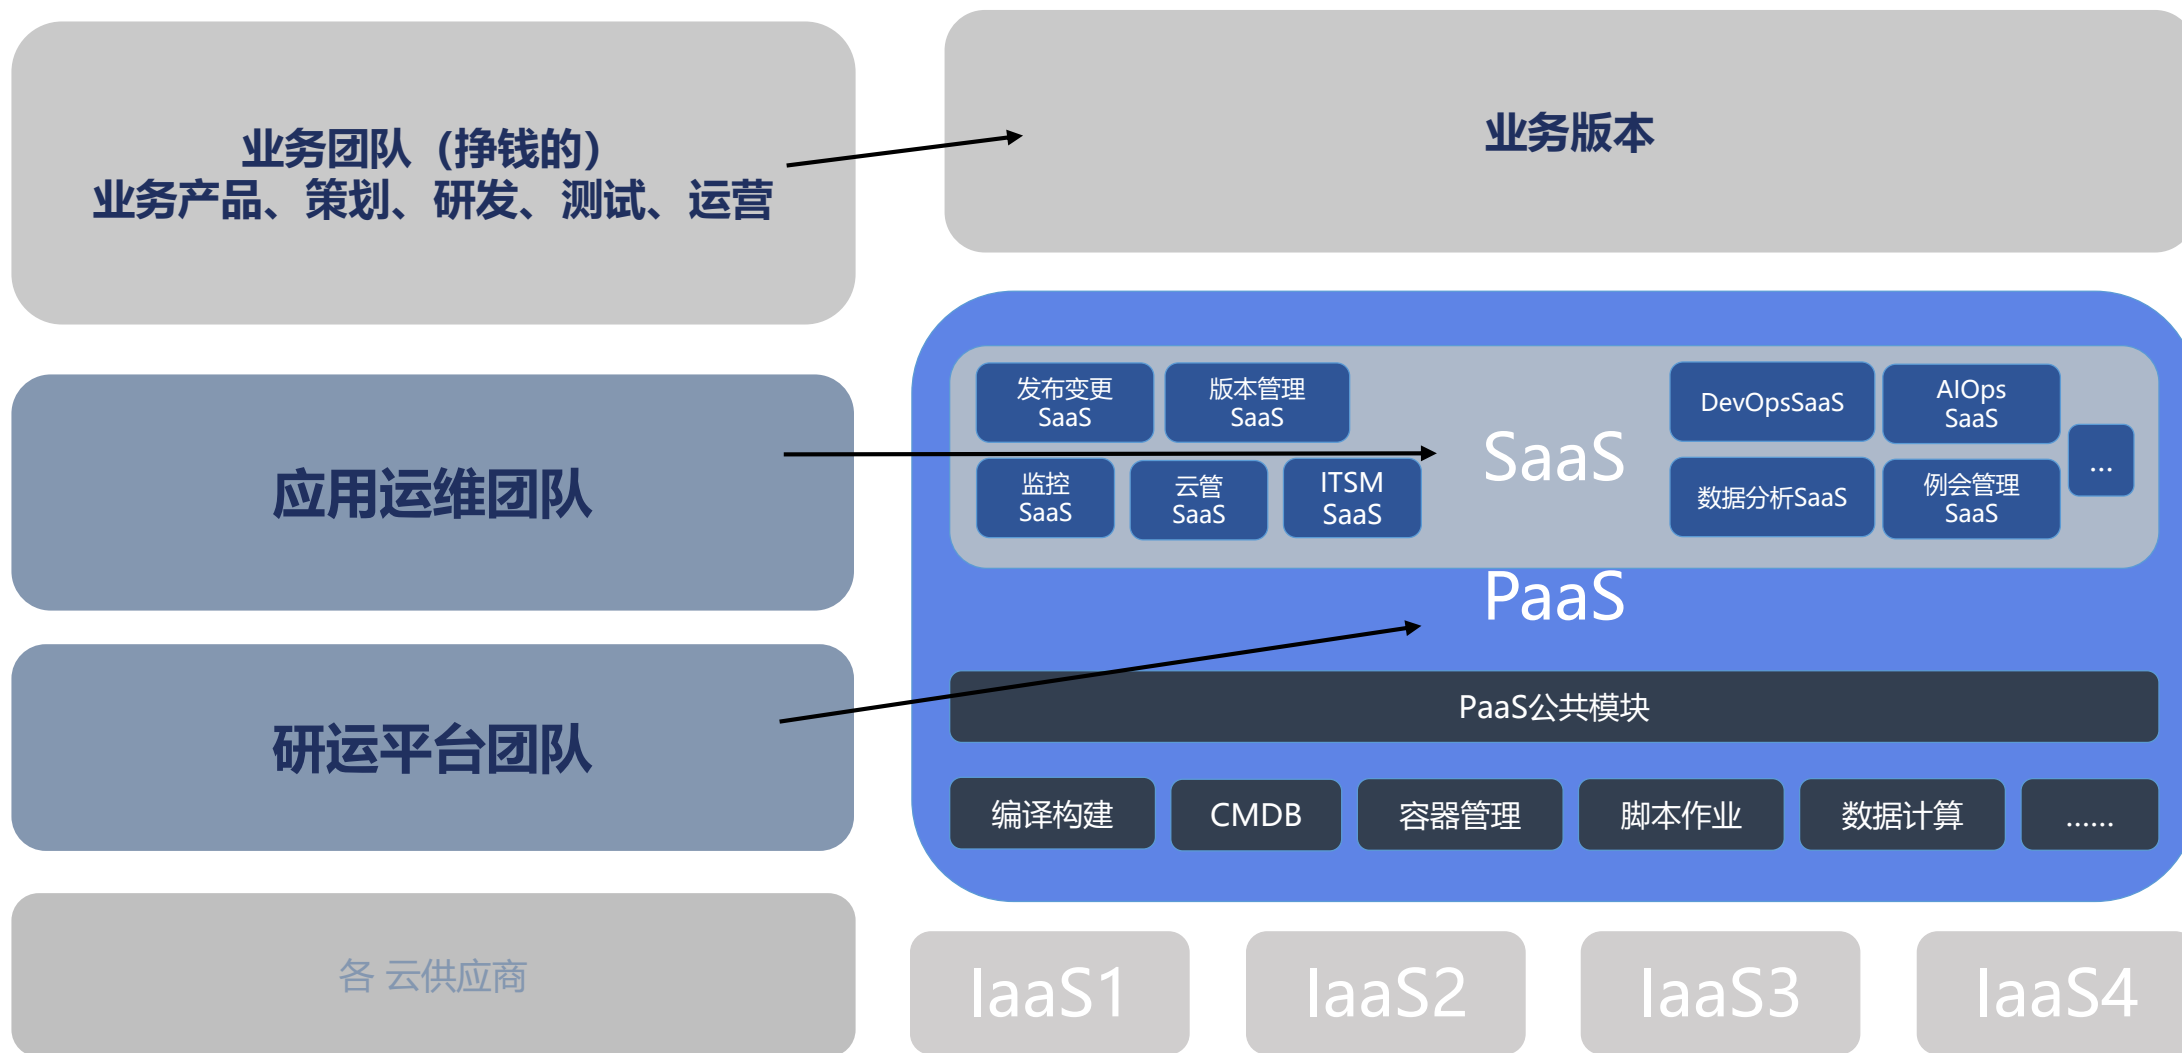 业务团队（挣钱的）
业务产品、策划、研发、测试、运营
业务版本
应用运维团队
发布变更
SaaS
版本管理
SaaS
监控
SaaS
云管
SaaS
ITSM
SaaS
SaaS
DevOpsSaaS
AIOps
SaaS
数据分析SaaS
例会管理
SaaS
...
研运平台团队
PaaS
PaaS公共模块
编译构建
CMDB
容器管理
脚本作业
数据计算
......
各 云供应商
IaaS1
IaaS2
IaaS3
IaaS4